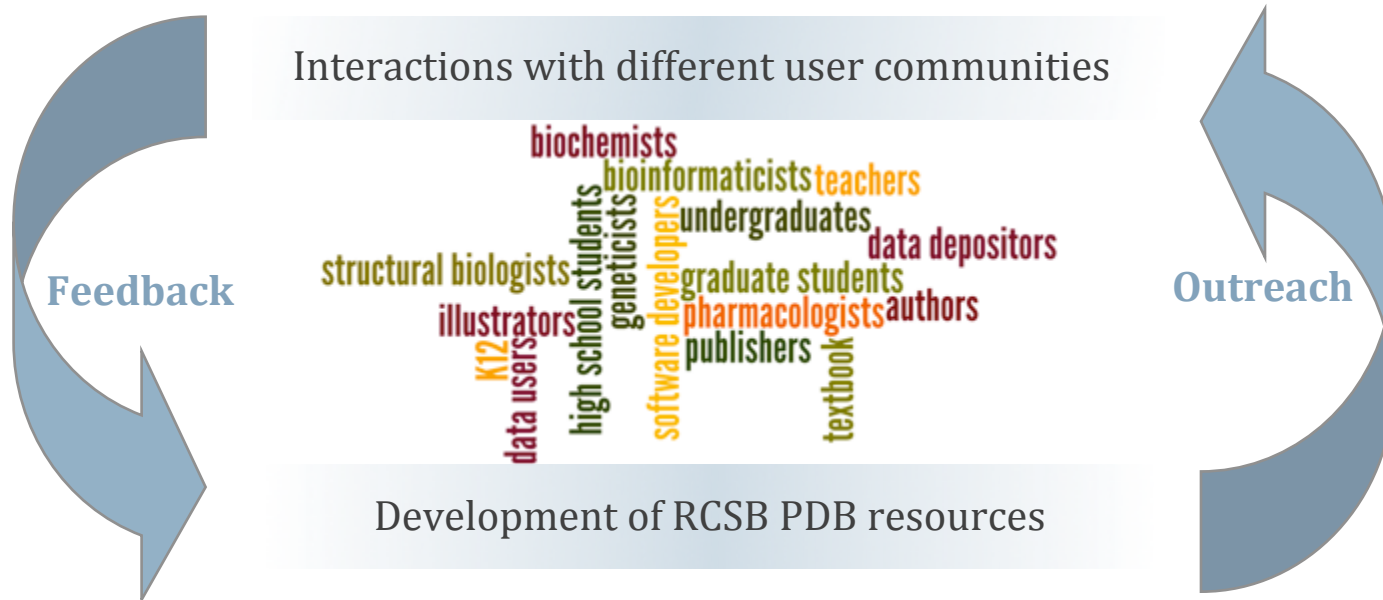 Interactions with different user communities
biochemists
bioinformaticists
teachers
high school students
geneticists
software developers
undergraduates
data depositors
structural biologists
graduate students
illustrators
pharmacologists
authors
K12
data users
publishers
textbook
Feedback
Outreach
Development of RCSB PDB resources